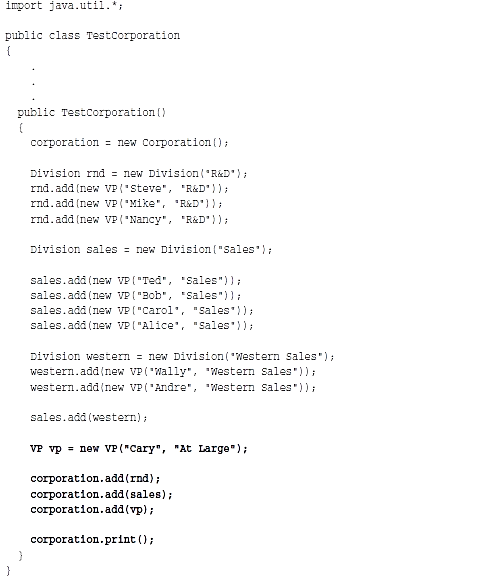 import java.util.*;
public class TestCorporation
{
.
.
.
public TestCorporation()
{
corporation = new Corporation();
Division rnd = new Division("R&D");
rnd.add(new VP("Steve", "R&D"));
rnd.add(new VP("Mike", "R&D"));
rnd.add(new VP("Nancy", "R&D"));
Division sales = new Division("Sales");
sales.add(new VP("Ted", "Sales"));
sales.add(new VP("Bob", "Sales"));
sales.add(new VP("Carol", "Sales"));
sales.add(new VP("Alice", "Sales"));
Division western = new Division("Western Sales");
western.add(new VP("Wally", "Western Sales"));
western.add(new VP("Andre", "Western Sales"));
sales.add(western);
VP vp = new VP("Cary", "At Large");
corporation.add(rnd);
corporation.add(sales);
corporation.add(vp);
corporation.print();
}
}